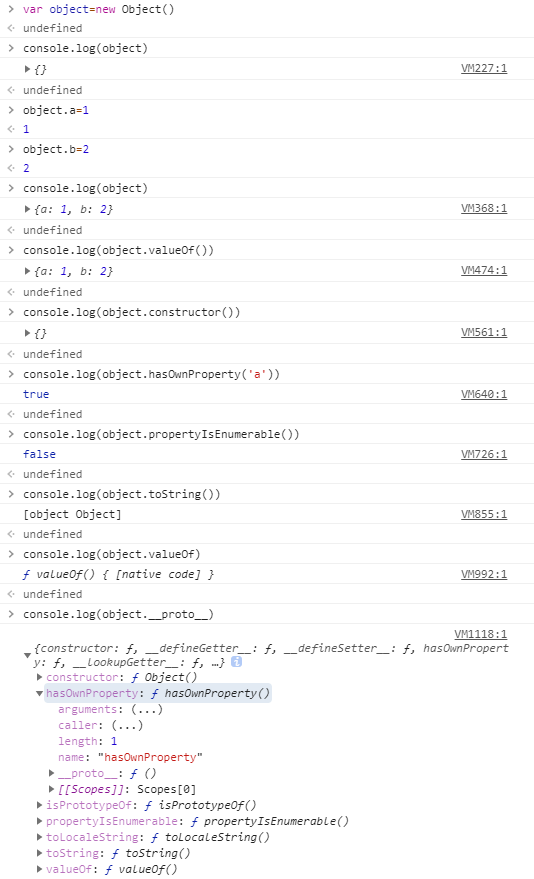 var object=new Object()
undefined
console.log(object)
{} VM227:1
undefined
object.a=1
1
object.b=2
2
console.log(object)
{a: 1, b: 2} VM368:1
undefined
console.log(object.valueOf())
{a: 1, b: 2} VM474:1
undefined
console.log(object.constructor())
{} VM561:1
undefined
console.log(object.hasOwnProperty('a'))
true VM640:1
undefined
console.log(object.propertyIsEnumerable())
false VM726:1
undefined
console.log(object.toString())
[object Object] VM855:1
undefined
console.log(object.valueOf)
ƒ valueOf() { [native code] } VM992:1
undefined
console.log(object.__proto__)
VM1118:1
{constructor: ƒ, __defineGetter__: ƒ, __defineSetter__: ƒ, hasOwnPropert
y: ƒ, __lookupGetter__: ƒ, …} i
constructor: ƒ Object()
hasOwnProperty: ƒ hasOwnProperty()
arguments: (...)
caller: (...)
length: 1
name: "hasOwnProperty"
__proto__: ƒ ()
[[Scopes]]: Scopes[0]
isPrototypeOf: ƒ isPrototypeOf()
propertyIsEnumerable: ƒ propertyIsEnumerable()
toLocaleString: ƒ toLocaleString()
toString: ƒ toString()
valueOf: ƒ valueOf()